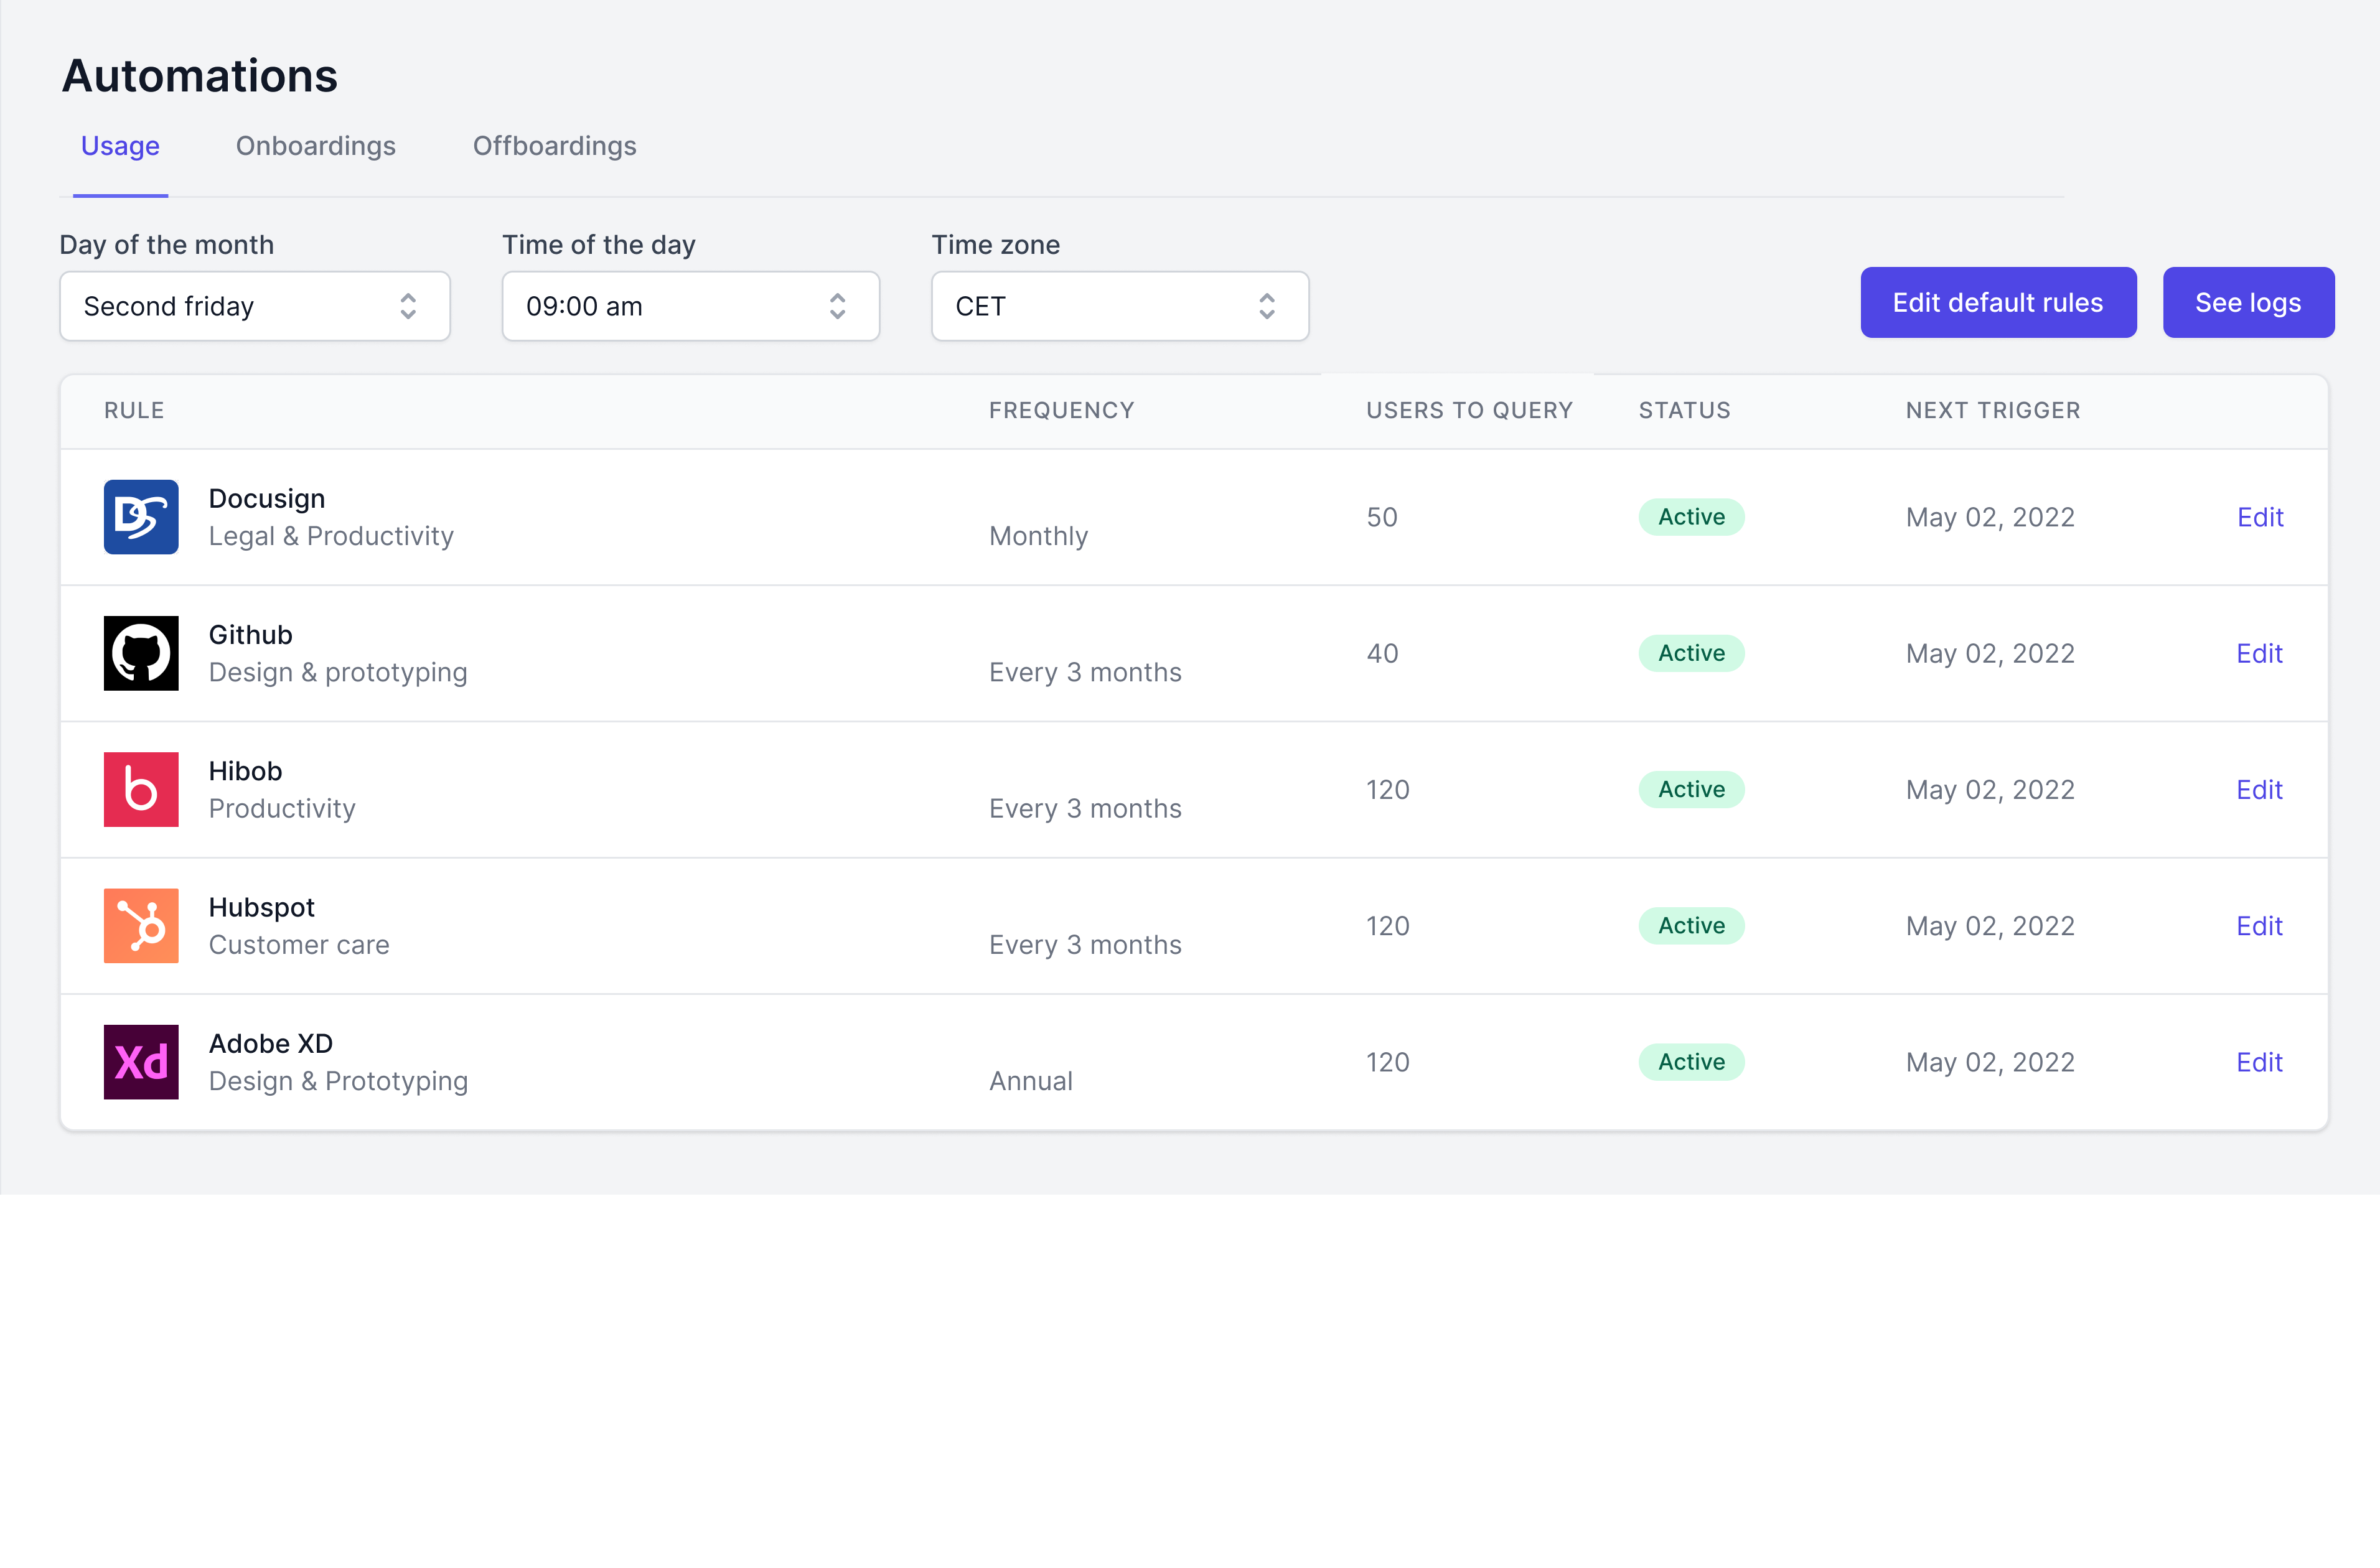 Automations
Usage Onboardings Offboardings
Day of the month Time of the day Time zone
Second friday 09:00 am CET Edit default rules See logs
RULE FREQUENCY USERS TO QUERY STATUS NEXT TRIGGER
DS Docusign
Legal & Productivity Monthly 50 Active May 02, 2022 Edit
Github
Design & prototyping Every 3 months 40 Active May 02, 2022 Edit
b Hibob
Productivity Every 3 months 120 Active May 02, 2022 Edit
Hubspot
Customer care Every 3 months 120 Active May 02, 2022 Edit
Xd Adobe XD
Design & Prototyping Annual 120 Active May 02, 2022 Edit